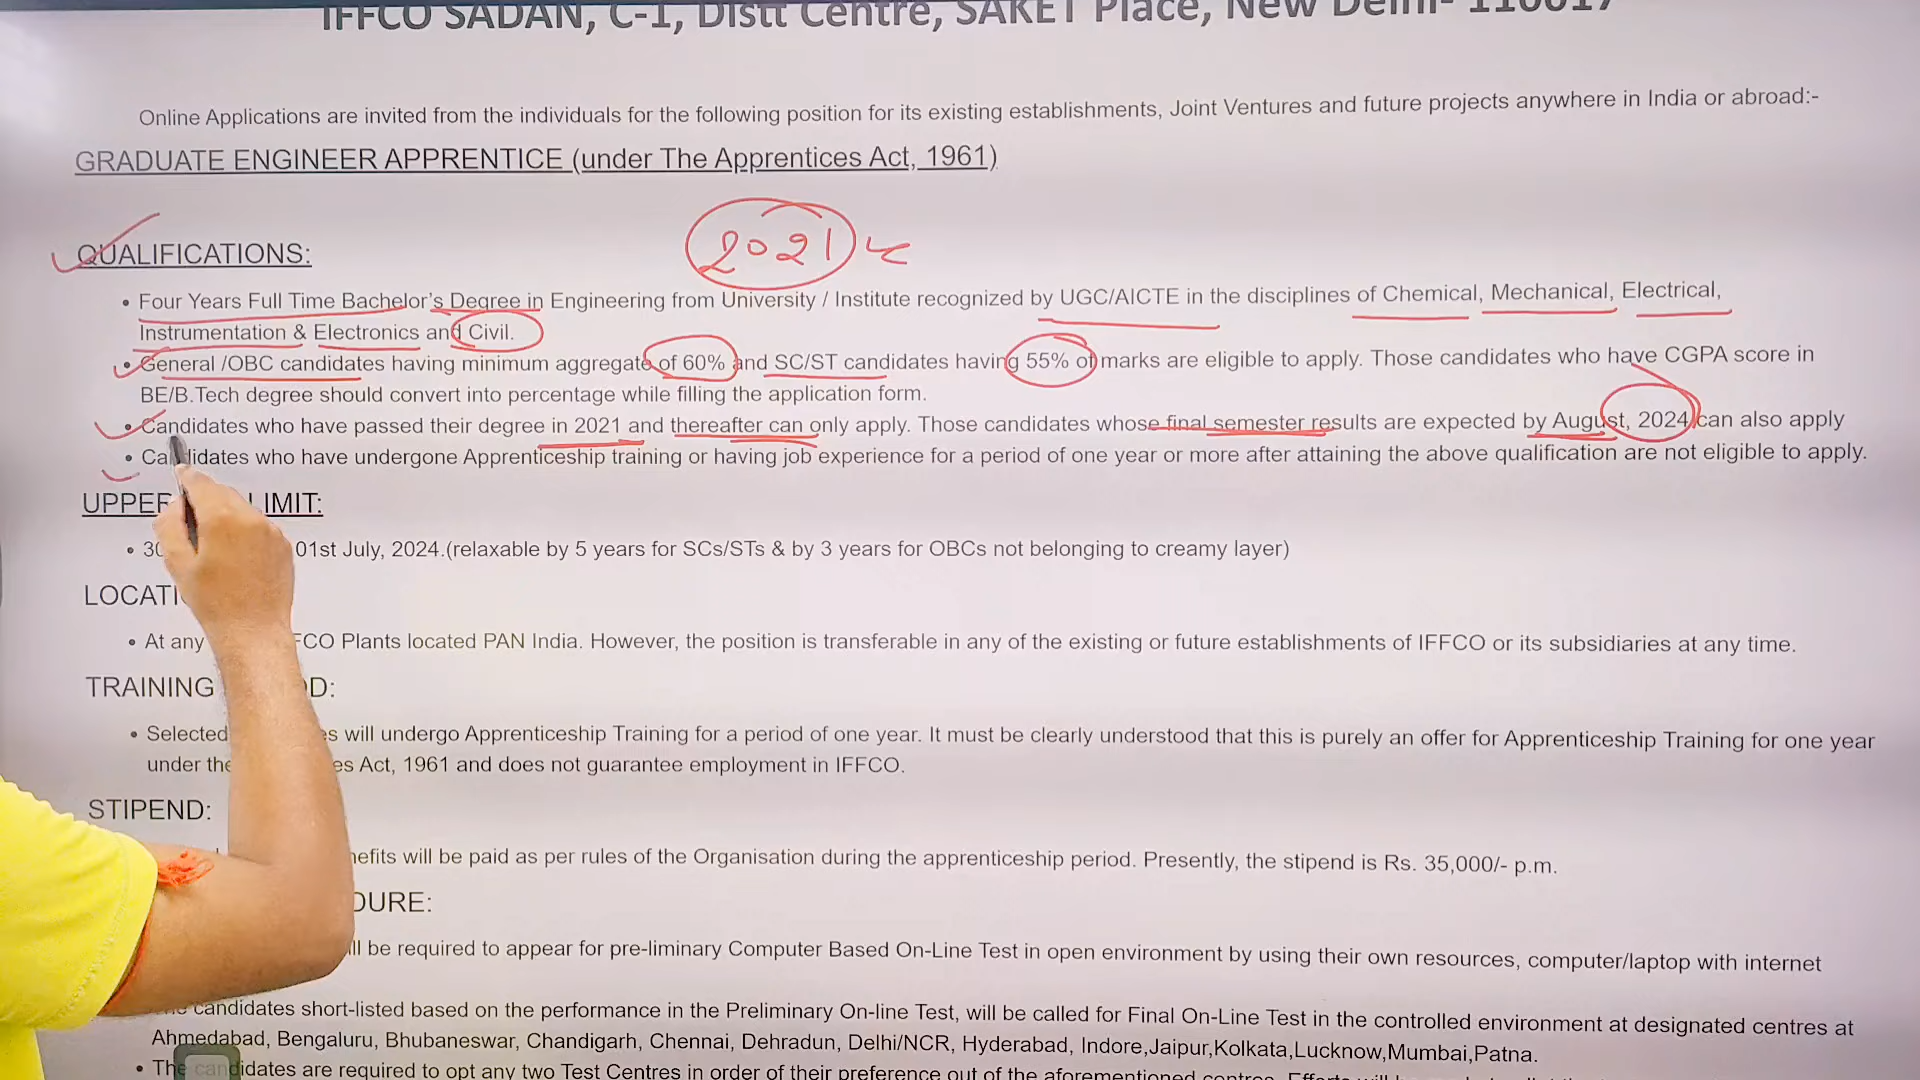 IFFCO SADAN, C-1, Distt Centre, SAKET Place, New Delhi- 110017
Online Applications are invited from the individuals for the following position for its existing establishments, Joint Ventures and future projects anywhere in India or abroad:-
GRADUATE ENGINEER APPRENTICE (under The Apprentices Act, 1961)
2021
QUALIFICATIONS:
• Four Years Full Time Bachelor's Degree in Engineering from University / Institute recognized by UGC/AICTE in the disciplines of Chemical, Mechanical, Electrical,
Instrumentation & Electronics and Civil.
• General /OBC candidates having minimum aggregate of 60% and SC/ST candidates having 55% of marks are eligible to apply. Those candidates who have CGPA score in
BE/B.Tech degree should convert into percentage while filling the application form.
• Candidates who have passed their degree in 2021 and thereafter can only apply. Those candidates whose final semester results are expected by August, 2024 can also apply
• Candidates who have undergone Apprenticeship training or having job experience for a period of one year or more after attaining the above qualification are not eligible to apply.
UPPER LIMIT:
• 30 01st July, 2024.(relaxable by 5 years for SCs/STs & by 3 years for OBCs not belonging to creamy layer)
LOCATI
• At any FCO Plants located PAN India. However, the position is transferable in any of the existing or future establishments of IFFCO or its subsidiaries at any time.
TRAINING D:
• Selected es will undergo Apprenticeship Training for a period of one year. It must be clearly understood that this is purely an offer for Apprenticeship Training for one year
under the es Act, 1961 and does not guarantee employment in IFFCO.
STIPEND:
nefits will be paid as per rules of the Organisation during the apprenticeship period. Presently, the stipend is Rs. 35,000/- p.m.
DURE:
ll be required to appear for pre-liminary Computer Based On-Line Test in open environment by using their own resources, computer/laptop with internet
candidates short-listed based on the performance in the Preliminary On-line Test, will be called for Final On-Line Test in the controlled environment at designated centres at
Ahmedabad, Bengaluru, Bhubaneswar, Chandigarh, Chennai, Dehradun, Delhi/NCR, Hyderabad, Indore,Jaipur,Kolkata,Lucknow,Mumbai,Patna.
• The candidates are required to opt any two Test Centres in order of their preference out of the aforementioned centres.